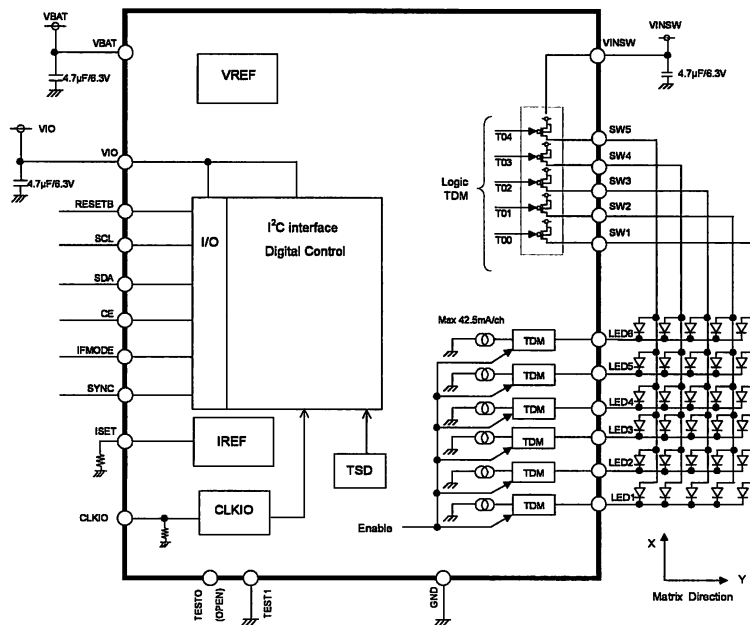 VBAT
VBAT
4.7μF/6.3V
VREF
VINSW
VINSW
4.7μF/6.3V
VIO
VIO
4.7μF/6.3V
RESETB
SCL
SDA
CE
IFMODE
SYNC
ISET
CLKIO
I/O
I²C interface
Digital Control
IREF
CLKIO
TSD
Logic
TDM
T04
T03
T02
T01
T00
SW5
SW4
SW3
SW2
SW1
Max 42.5mA/ch
TDM
LED6
TDM
LED5
TDM
LED4
TDM
LED3
TDM
LED2
TDM
LED1
Enable
TESTO
(OPEN)
TEST1
GND
X
Y
Matrix Direction